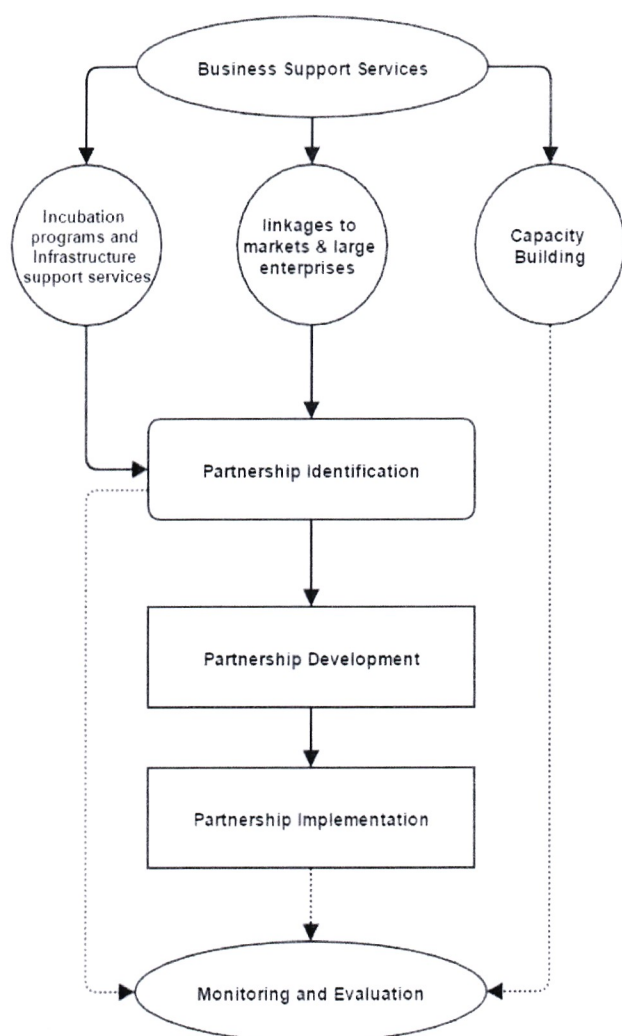 Business Support Services
Incubation
programs and
Infrastructure
support services
linkages to
markets & large
enterprises
Capacity
Building
Partnership Identification
Partnership Development
Partnership Implementation
Monitoring and Evaluation